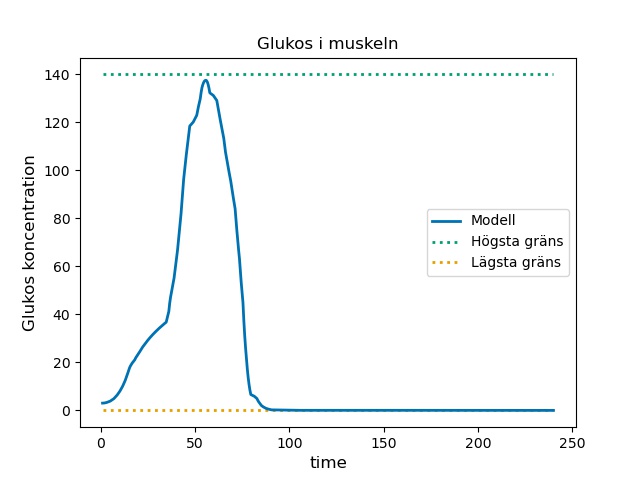 Glukos i muskeln
Glukos koncentration
140
120
100
80
60
40
20
0
Modell
Högsta gräns
Lägsta gräns
0 50 100 150 200 250
time